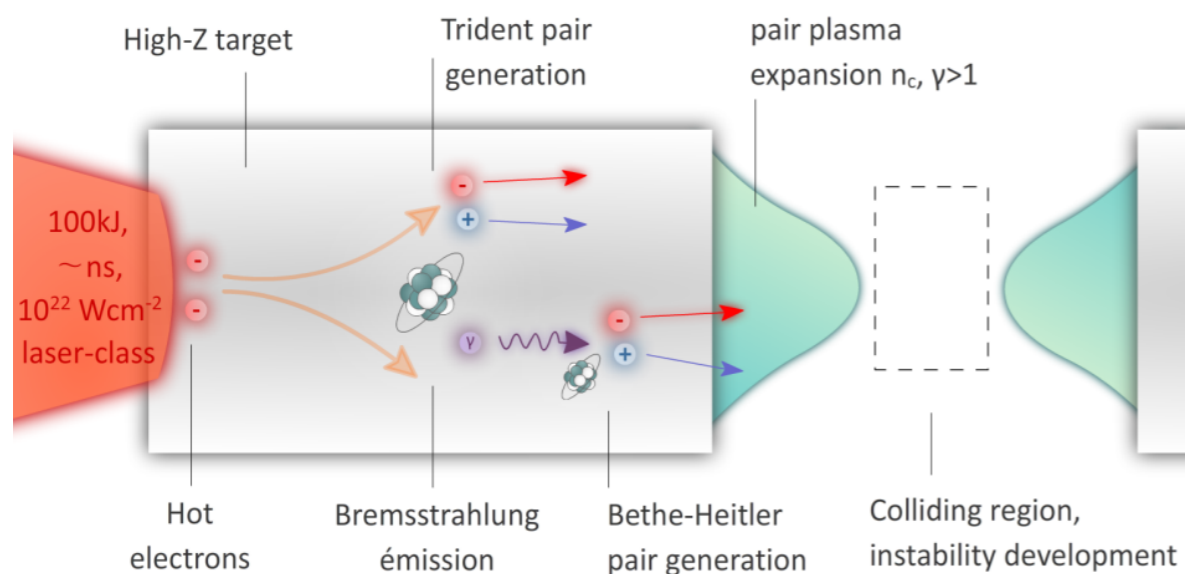 High-Z target
Trident pair
generation
pair plasma
expansion n_c, γ>1
100kJ,
~ns,
10²² Wcm⁻²
laser-class
-
-
-
+
γ
-
+
Hot
electrons
Bremsstrahlung
émission
Bethe-Heitler
pair generation
Colliding region,
instability development